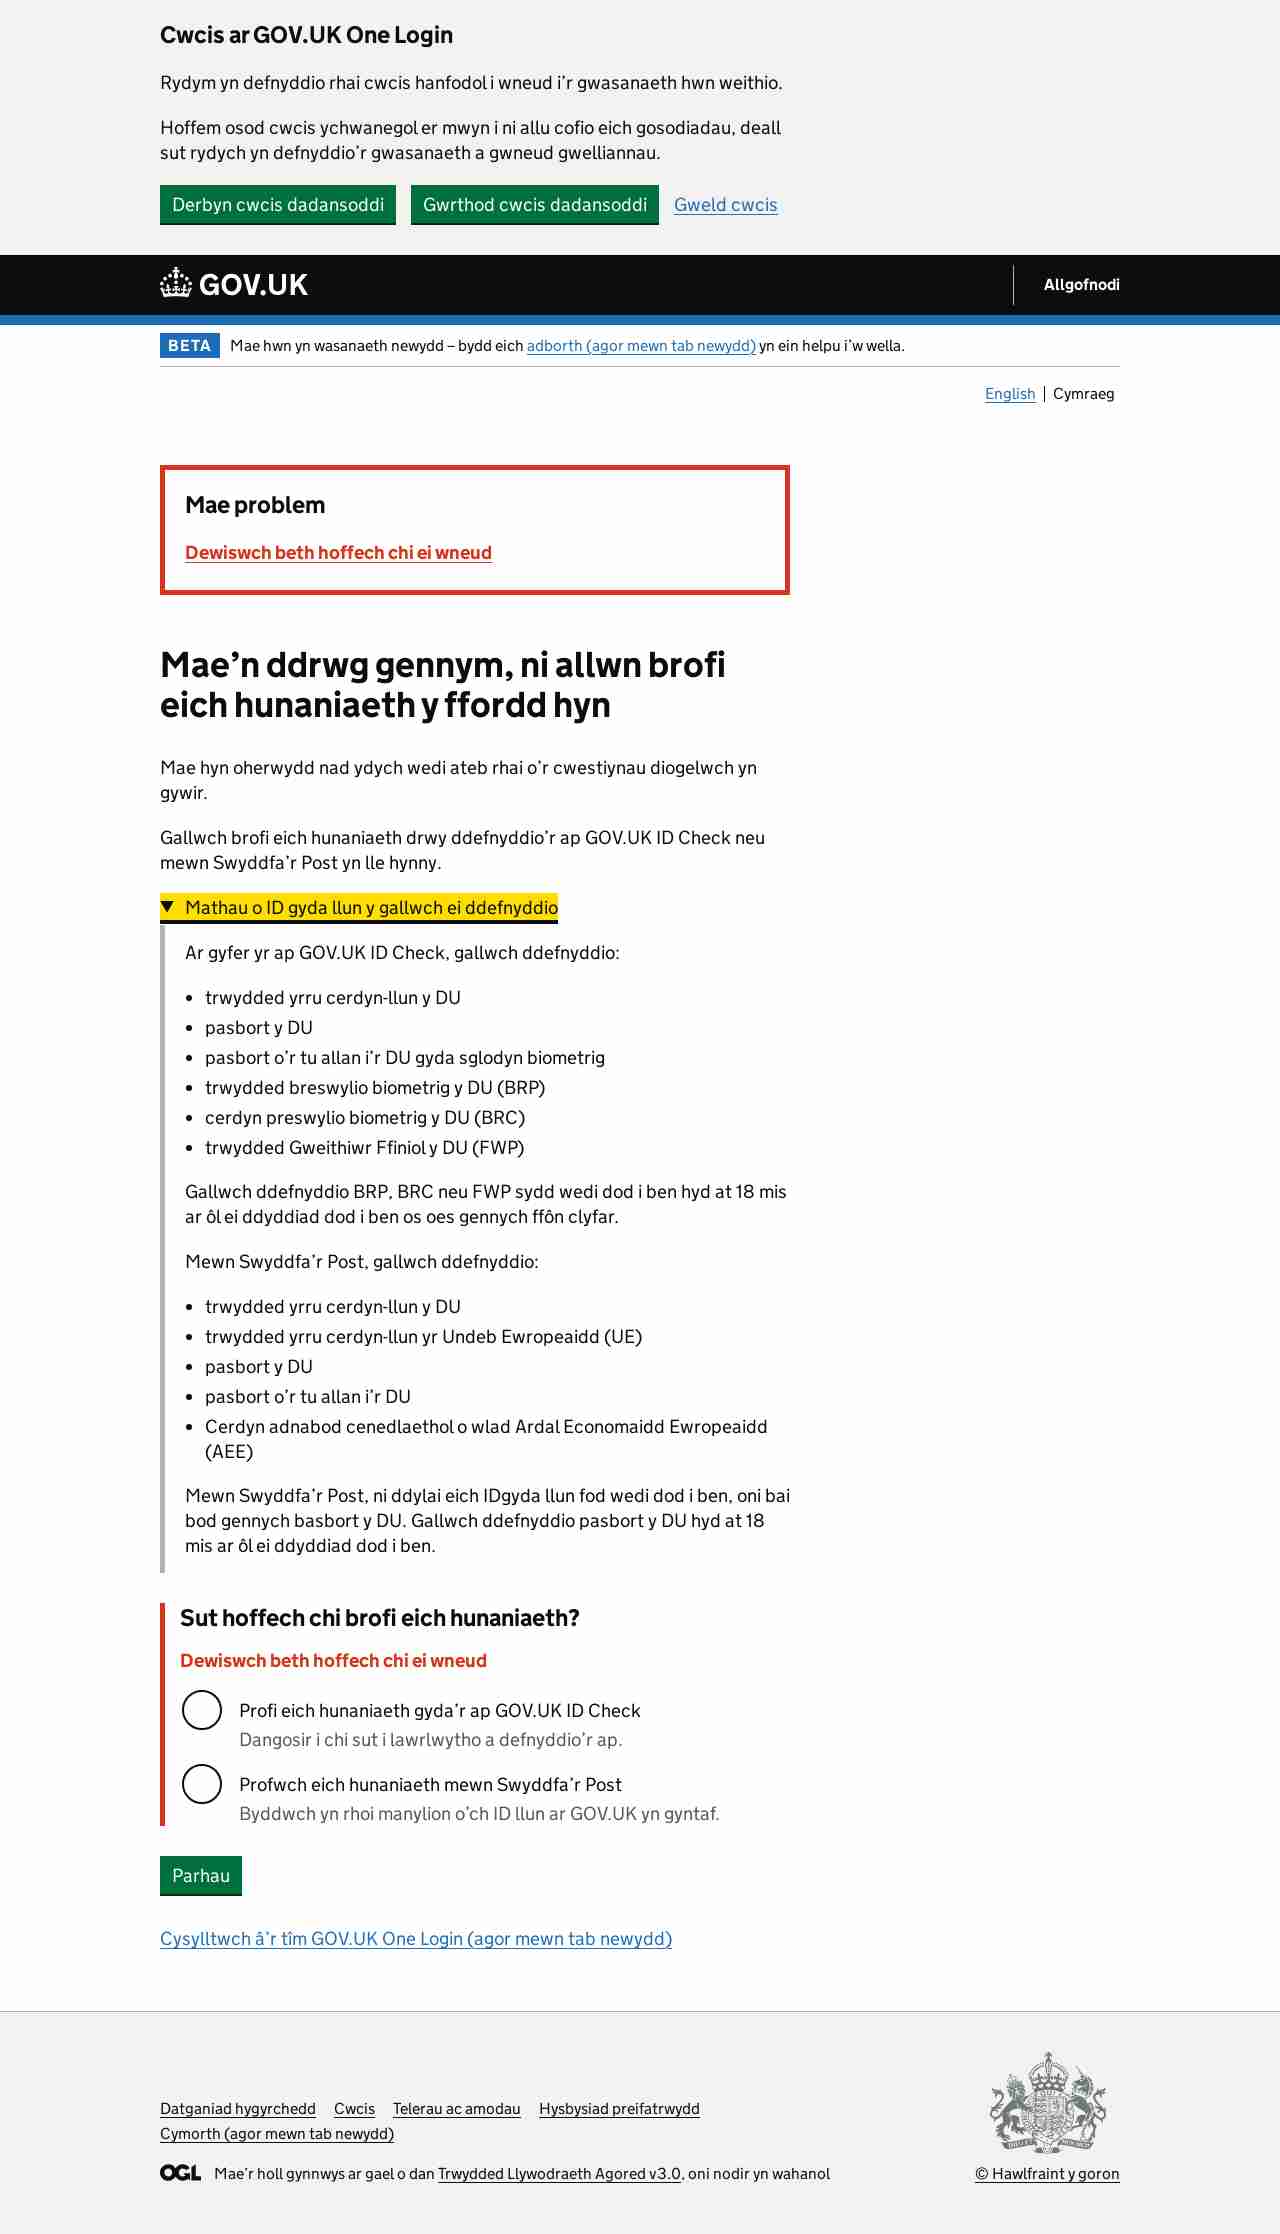 Cwcis ar GOV.UK One Login
Rydym yn defnyddio rhai cwcis hanfodol i wneud i’r gwasanaeth hwn weithio.
Hoffem osod cwcis ychwanegol er mwyn i ni allu cofio eich gosodiadau, deall
sut rydych yn defnyddio’r gwasanaeth a gwneud gwelliannau.
Derbyn cwcis dadansoddi Gwrthod cwcis dadansoddi Gweld cwcis
GOV.UK Allgofnodi
BETA Mae hwn yn wasanaeth newydd – bydd eich adborth (agor mewn tab newydd) yn ein helpu i’w wella.
English Cymraeg
Mae problem
Dewiswch beth hoffech chi ei wneud
Mae’n ddrwg gennym, ni allwn brofi
eich hunaniaeth y ffordd hyn
Mae hyn oherwydd nad ydych wedi ateb rhai o’r cwestiynau diogelwch yn
gywir.
Gallwch brofi eich hunaniaeth drwy ddefnyddio’r ap GOV.UK ID Check neu
mewn Swyddfa’r Post yn lle hynny.
Mathau o ID gyda llun y gallwch ei ddefnyddio
Ar gyfer yr ap GOV.UK ID Check, gallwch ddefnyddio:
• trwydded yrru cerdyn-llun y DU
• pasbort y DU
• pasbort o’r tu allan i’r DU gyda sglodyn biometrig
• trwydded breswylio biometrig y DU (BRP)
• cerdyn preswylio biometrig y DU (BRC)
• trwydded Gweithiwr Ffiniol y DU (FWP)
Gallwch ddefnyddio BRP, BRC neu FWP sydd wedi dod i ben hyd at 18 mis
ar ôl ei ddyddiad dod i ben os oes gennych ffôn clyfar.
Mewn Swyddfa’r Post, gallwch ddefnyddio:
• trwydded yrru cerdyn-llun y DU
• trwydded yrru cerdyn-llun yr Undeb Ewropeaidd (UE)
• pasbort y DU
• pasbort o’r tu allan i’r DU
• Cerdyn adnabod cenedlaethol o wlad Ardal Economaidd Ewropeaidd
(AEE)
Mewn Swyddfa’r Post, ni ddylai eich IDgyda llun fod wedi dod i ben, oni bai
bod gennych basbort y DU. Gallwch ddefnyddio pasbort y DU hyd at 18
mis ar ôl ei ddyddiad dod i ben.
Sut hoffech chi brofi eich hunaniaeth?
Dewiswch beth hoffech chi ei wneud
Profi eich hunaniaeth gyda’r ap GOV.UK ID Check
Dangosir i chi sut i lawrlwytho a defnyddio’r ap.
Profwch eich hunaniaeth mewn Swyddfa’r Post
Byddwch yn rhoi manylion o’ch ID llun ar GOV.UK yn gyntaf.
Parhau
Cysylltwch â’r tîm GOV.UK One Login (agor mewn tab newydd)
Datganiad hygyrchedd Cwcis Telerau ac amodau Hysbysiad preifatrwydd
Cymorth (agor mewn tab newydd)
OGL Mae’r holl gynnwys ar gael o dan Trwydded Llywodraeth Agored v3.0, oni nodir yn wahanol
© Hawlfraint y goron